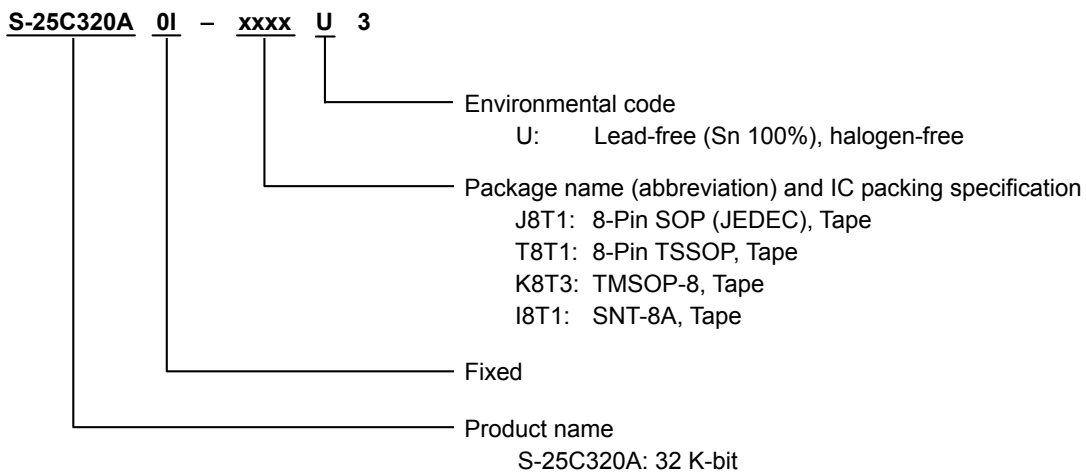 S-25C320A 0I – xxxx U 3
Environmental code
U: Lead-free (Sn 100%), halogen-free
Package name (abbreviation) and IC packing specification
J8T1: 8-Pin SOP (JEDEC), Tape
T8T1: 8-Pin TSSOP, Tape
K8T3: TMSOP-8, Tape
I8T1: SNT-8A, Tape
Fixed
Product name
S-25C320A: 32 K-bit